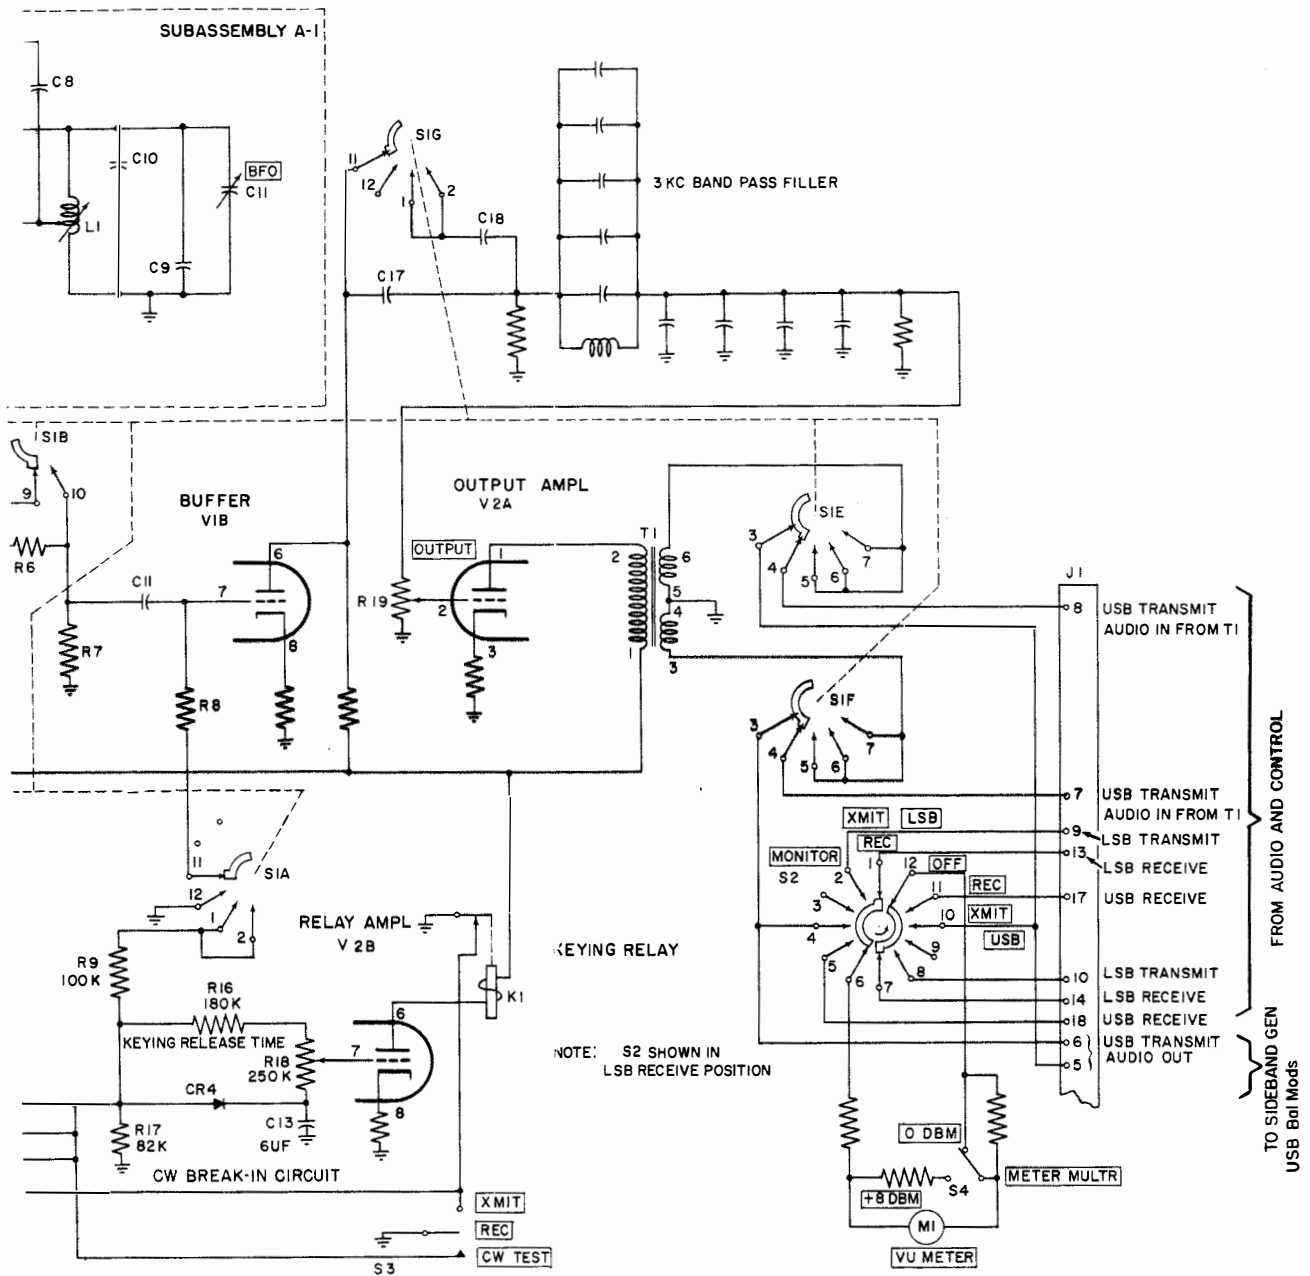 SUBASSEMBLY A-1
C8
C10
BFO
C11
L1
C9
S1G
11
12
1
2
C18
C17
3 KC BAND PASS FILLER
S1B
9
10
R6
R7
C11
BUFFER
V1B
6
7
8
R8
OUTPUT AMPL
V2A
OUTPUT
1
2
3
R19
T1
2
1
6
5
4
3
S1E
3
4
5
6
7
S1F
3
4
5
6
7
J1
8 USB TRANSMIT
AUDIO IN FROM T1
7 USB TRANSMIT
AUDIO IN FROM T1
9 LSB TRANSMIT
13 LSB RECEIVE
17 USB RECEIVE
10 LSB TRANSMIT
14 LSB RECEIVE
18 USB RECEIVE
6 USB TRANSMIT
5 AUDIO OUT
FROM AUDIO AND CONTROL
TO SIDEBAND GEN
USB Bal Mods
XMIT LSB
REC
MONITOR
S2
OFF
REC
XMIT
USB
1
2
3
4
5
6
7
8
9
10
11
12
11
S1A
12
1
2
R9
100K
R16
180K
KEYING RELEASE TIME
R18
250K
CR4
R17
82K
C13
6UF
CW BREAK-IN CIRCUIT
RELAY AMPL
V 2B
6
7
8
K1
KEYING RELAY
NOTE: S2 SHOWN IN
LSB RECEIVE POSITION
XMIT
REC
CW TEST
S3
0 DBM
+8 DBM
S4
METER MULTR
M1
VU METER